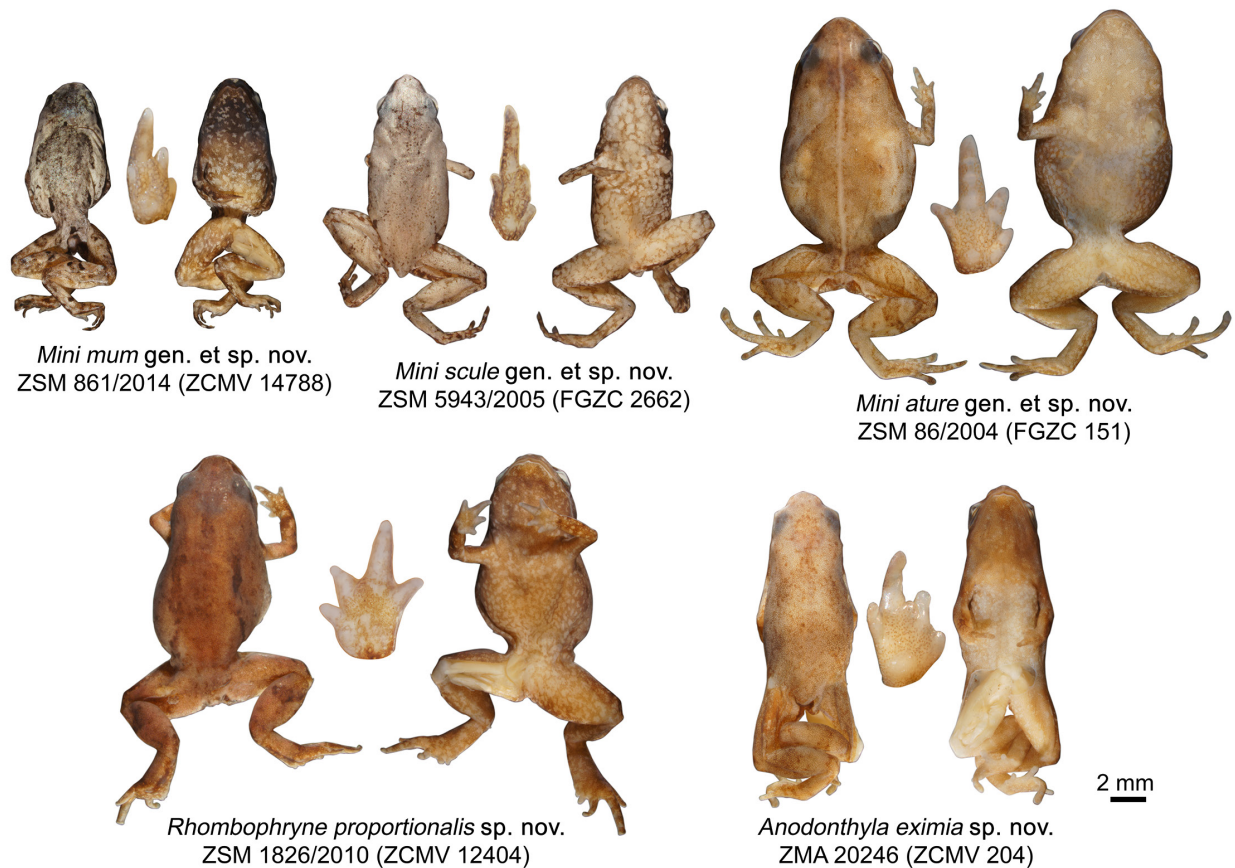 Mini mum gen. et sp. nov.
ZSM 861/2014 (ZCMV 14788)
Mini scule gen. et sp. nov.
ZSM 5943/2005 (FGZC 2662)
Mini ature gen. et sp. nov.
ZSM 86/2004 (FGZC 151)
Rhombophryne proportionalis sp. nov.
ZSM 1826/2010 (ZCMV 12404)
Anodonthyla eximia sp. nov.
ZMA 20246 (ZCMV 204)
2 mm